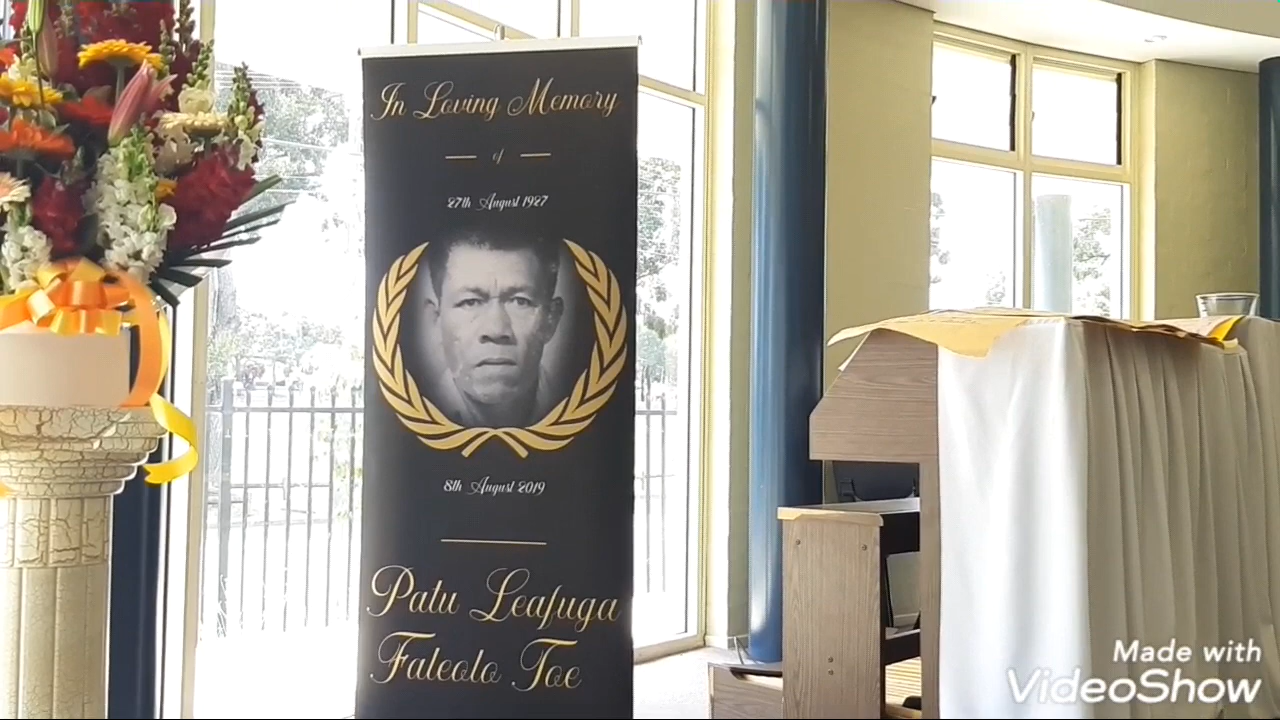 In Loving Memory
of
27th August 1927
8th August 2019
Patu Leafuga
Faleolo Toe
Made with
VideoShow